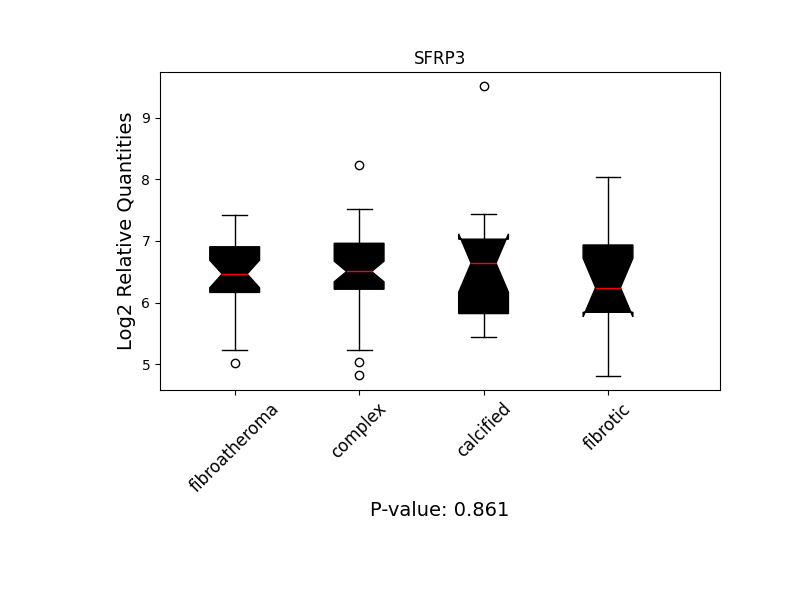 SFRP3
Log2 Relative Quantities
9
8
7
6
5
fibroatheroma
complex
calcified
fibrotic
P-value: 0.861